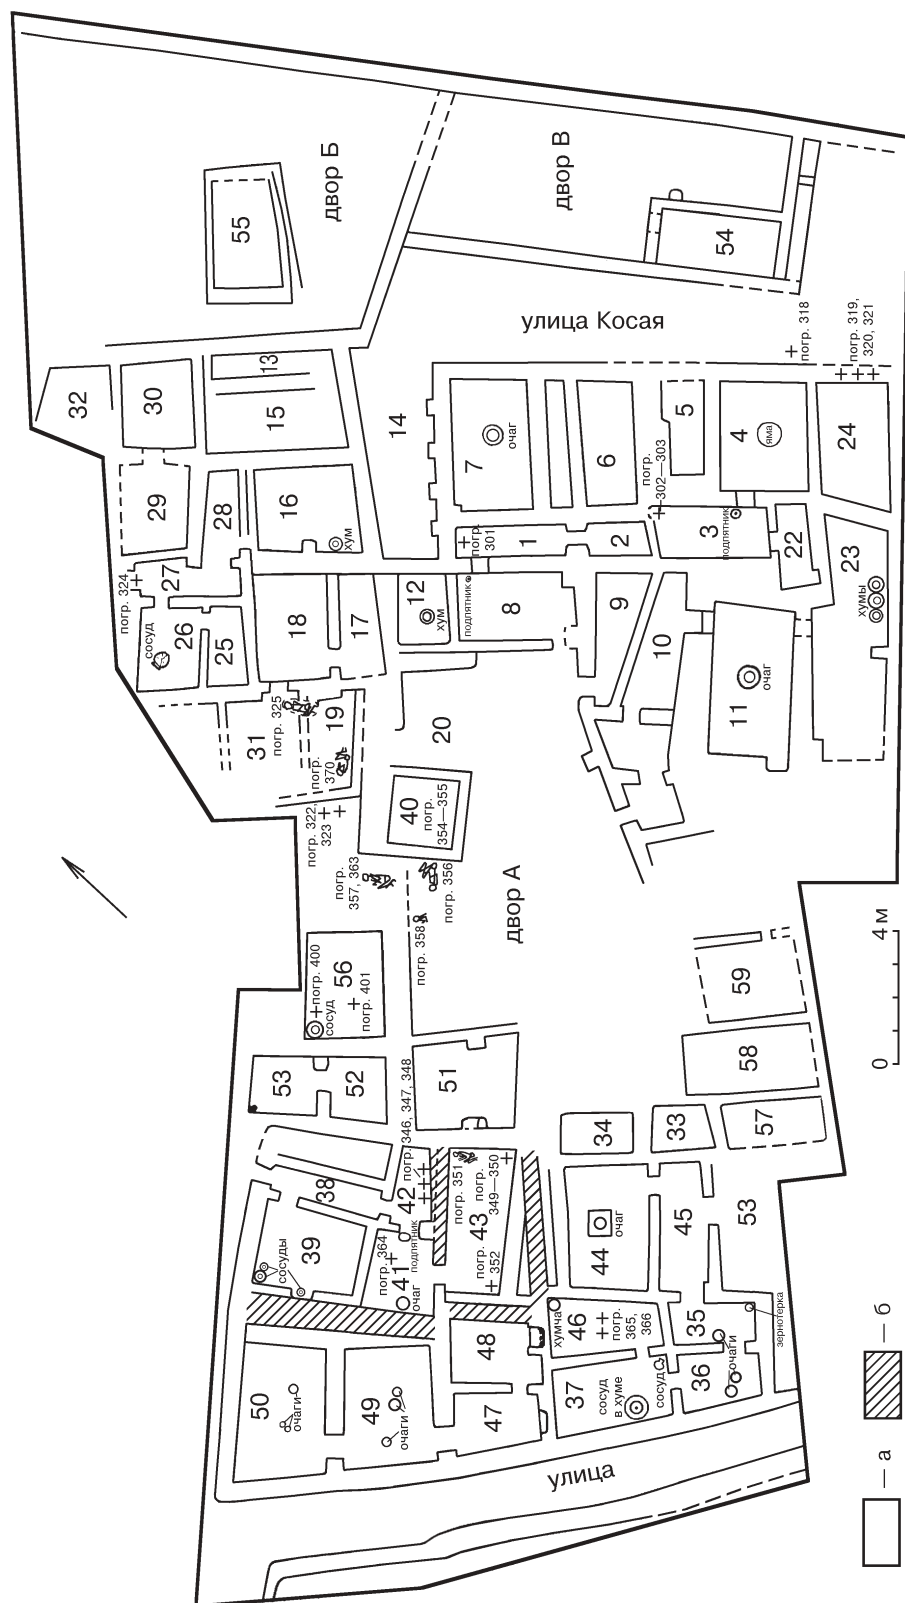 двор Б
двор В
55
54
улица Косая
погр. 318
погр. 319,
320, 321
32
30
13
15
14
29
28
16
хум
7
очаг
6
5
погр.
302—303
4
яма
24
погр.
301
1
2
3
подпятник
22
23
хумы
погр. 324
27
сосуд
26
25
18
17
12
хум
подпятник
8
9
10
11
очаг
31
погр. 325
19
погр.
370
20
погр. 322,
323
40
погр.
354—355
погр.
357, 363
погр. 356
погр. 358
двор А
погр. 400
сосуд
56
погр. 401
59
58
57
53
52
51
погр. 346, 347, 348
34
33
38
39
сосуды
42
подпятник
погр. 364
41
очаг
погр. 351
43
погр.
349—350
погр.
352
44
очаг
45
53
50
очаги
49
очаги
48
47
хумча
46
погр.
365,
366
37
сосуд
в хуме
сосуд
35
36
очаги
зернотерка
улица
0
4 м
— а
— б